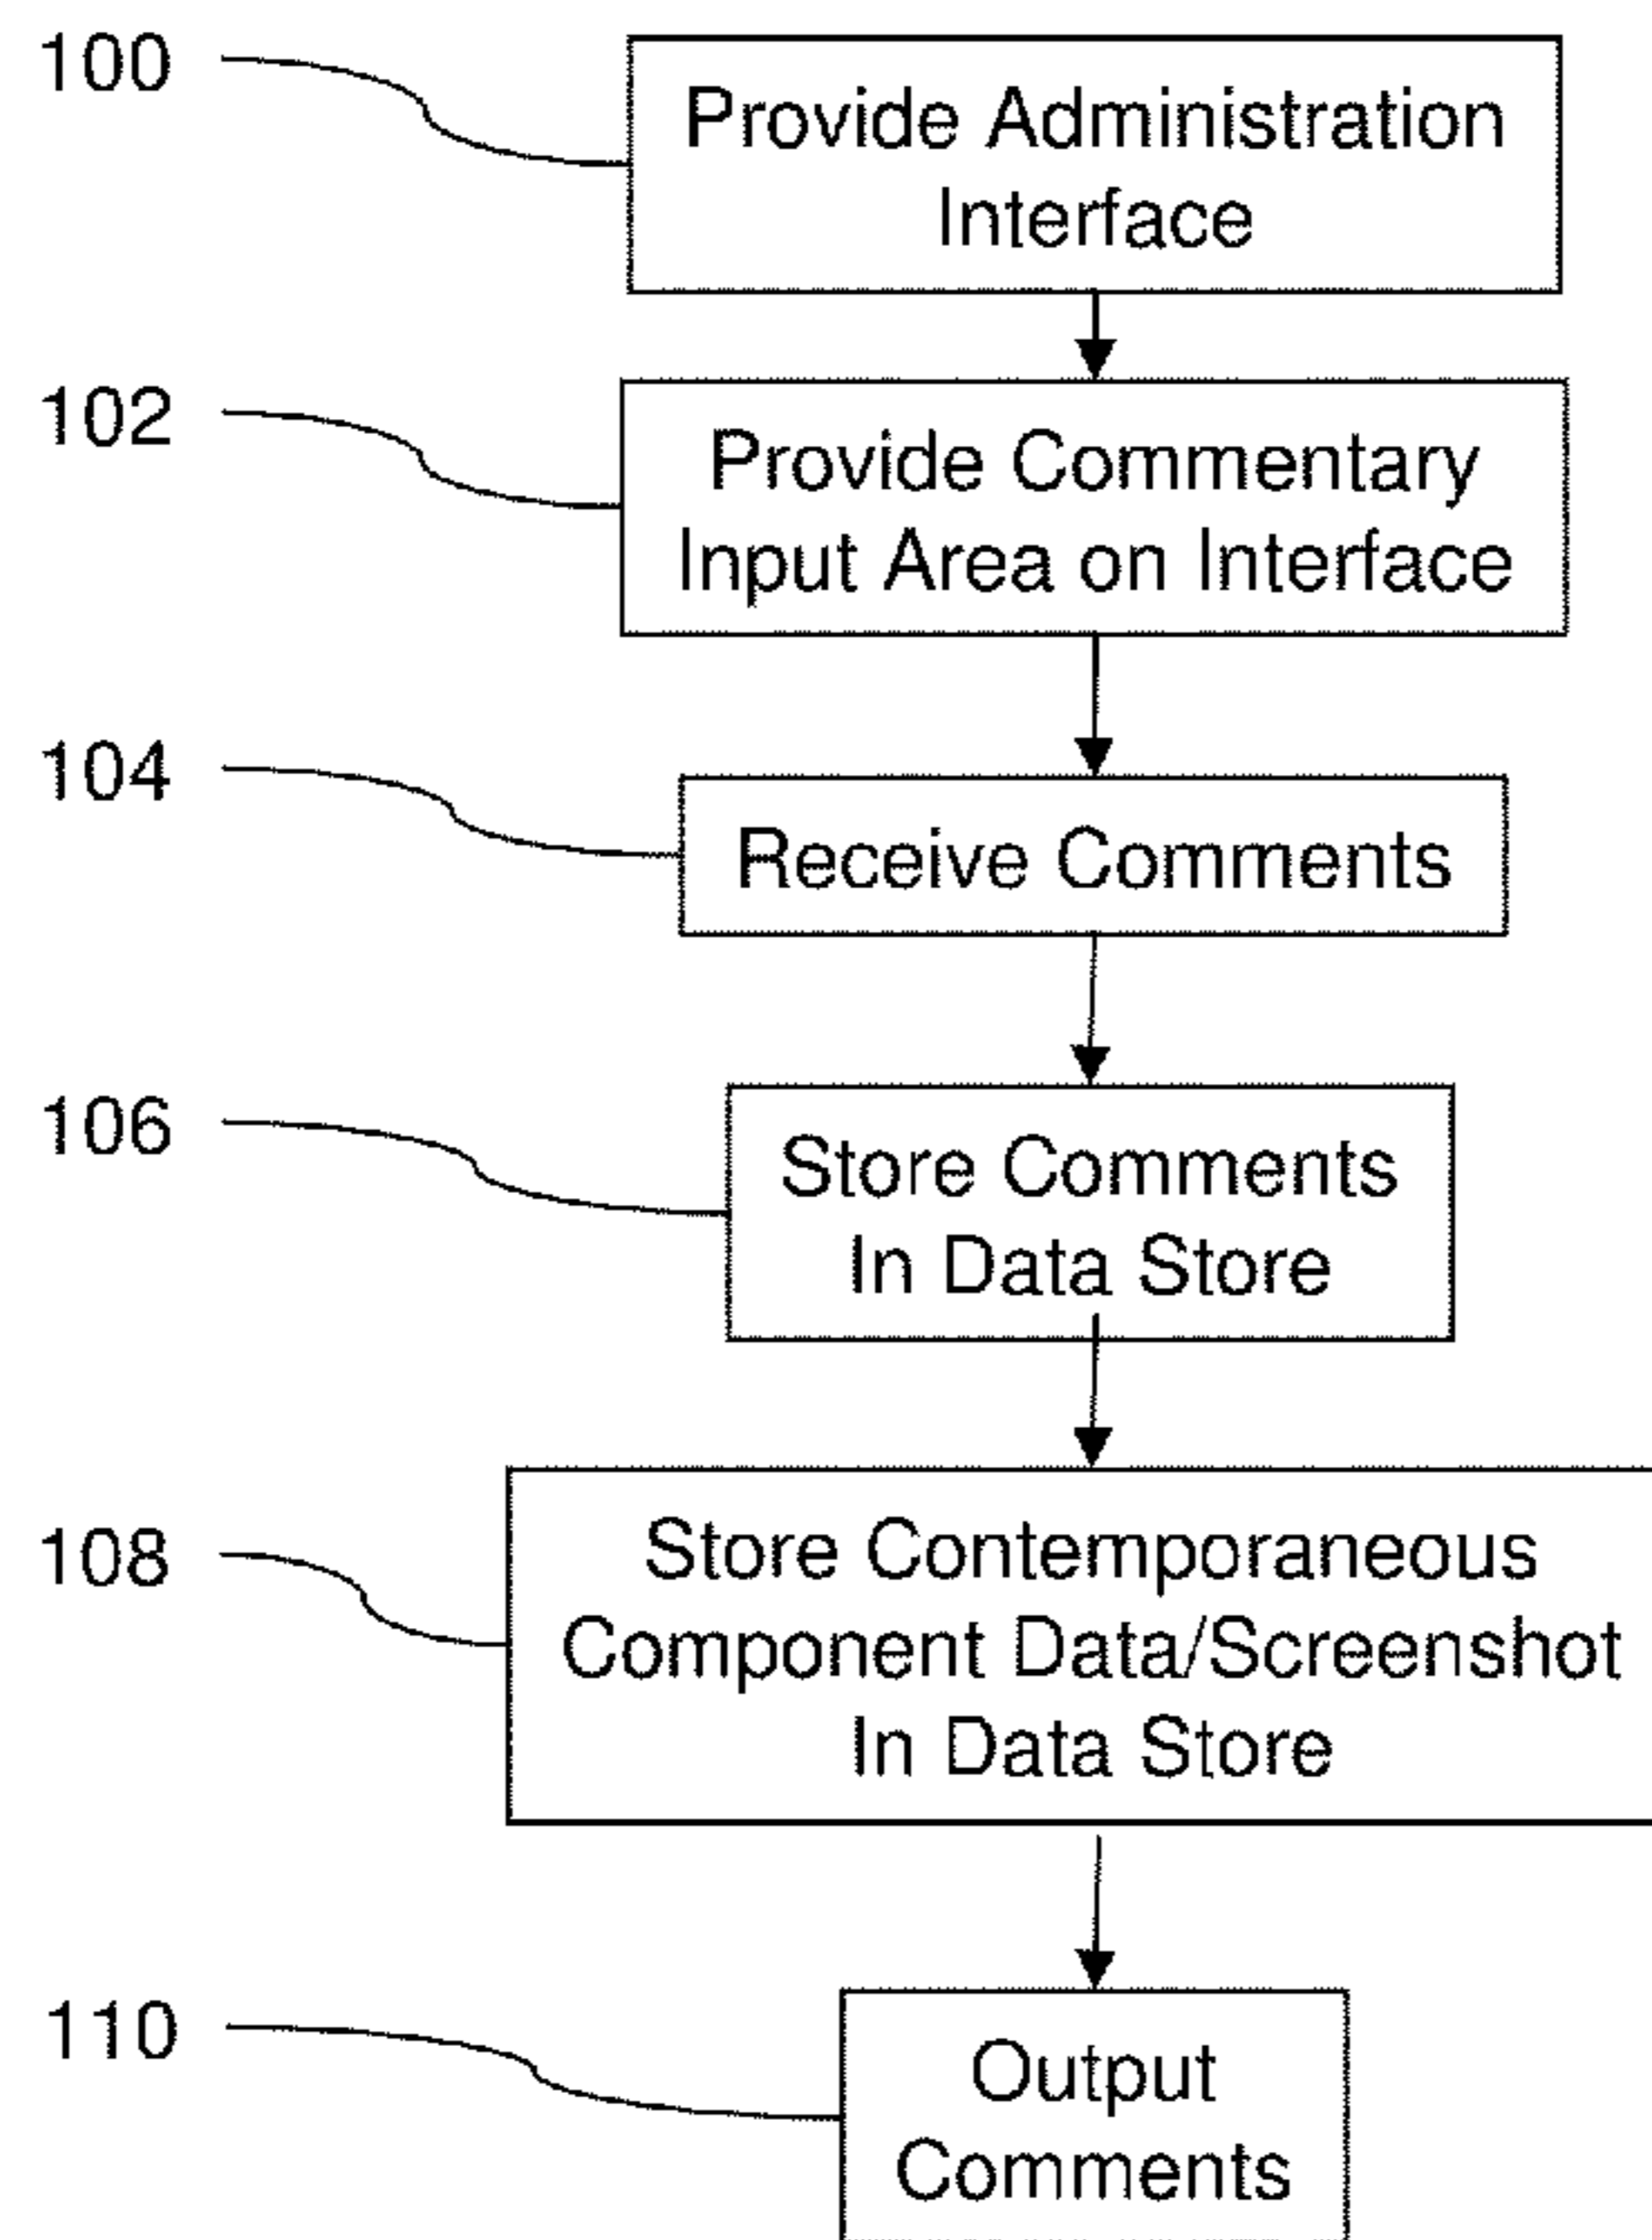 100
Provide Administration
Interface
102
Provide Commentary
Input Area on Interface
104
Receive Comments
106
Store Comments
In Data Store
108
Store Contemporaneous
Component Data/Screenshot
In Data Store
110
Output
Comments